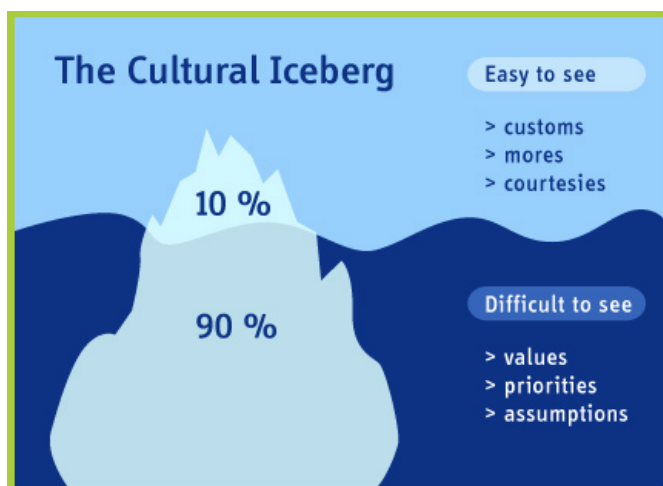 The Cultural Iceberg
Easy to see
> customs
> mores
> courtesies
10 %
90 %
Difficult to see
> values
> priorities
> assumptions